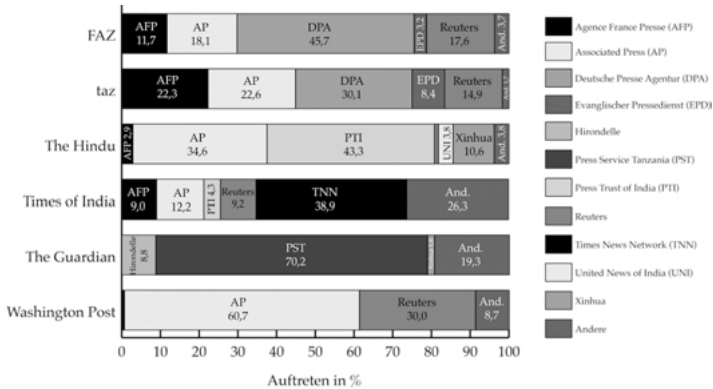 FAZ
AFP
11,7
AP
18,1
DPA
45,7
EPD 3,2
Reuters
17,6
And. 3,7
taz
AFP
22,3
AP
22,6
DPA
30,1
EPD
8,4
Reuters
14,9
The Hindu
AFP 2,9
AP
34,6
PTI
43,3
UNI 3,8
Xinhua
10,6
And. 3,8
Times of India
AFP
9,0
AP
12,2
PTI 4,3
Reuters
9,2
TNN
38,9
And.
26,3
The Guardian
Hirondelle
8,8
PST
70,2
And.
19,3
Washington Post
AP
60,7
Reuters
30,0
And.
8,7
0 10 20 30 40 50 60 70 80 90 100
Auftreten in %
Agence France Presse (AFP)
Associated Press (AP)
Deutsche Presse Agentur (DPA)
Evanglischer Pressedienst (EPD)
Hirondelle
Press Service Tanzania (PST)
Press Trust of India (PTI)
Reuters
Times News Network (TNN)
United News of India (UNI)
Xinhua
Andere